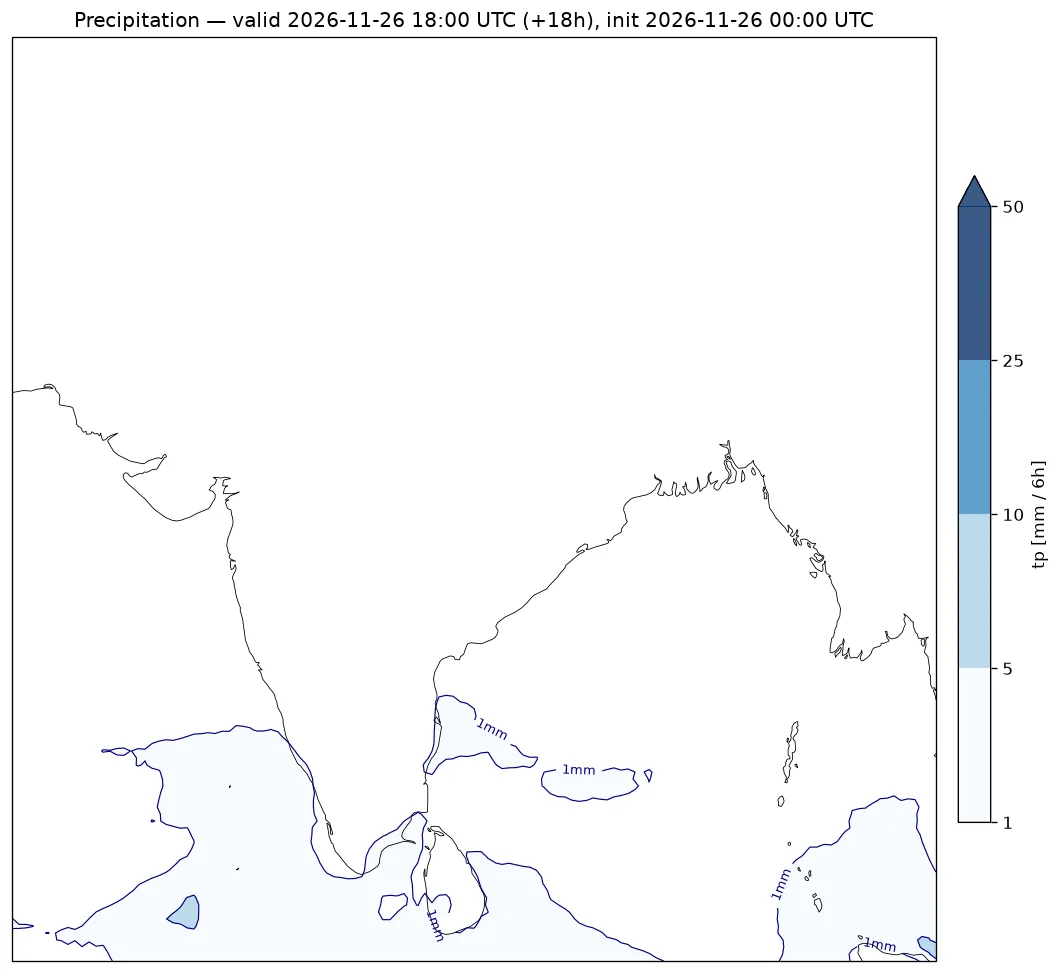 Precipitation — valid 2026-11-26 18:00 UTC (+18h), init 2026-11-26 00:00 UTC
50
25
10
5
1
tp [mm / 6h]
1mm
1mm
1mm
1mm
1mm